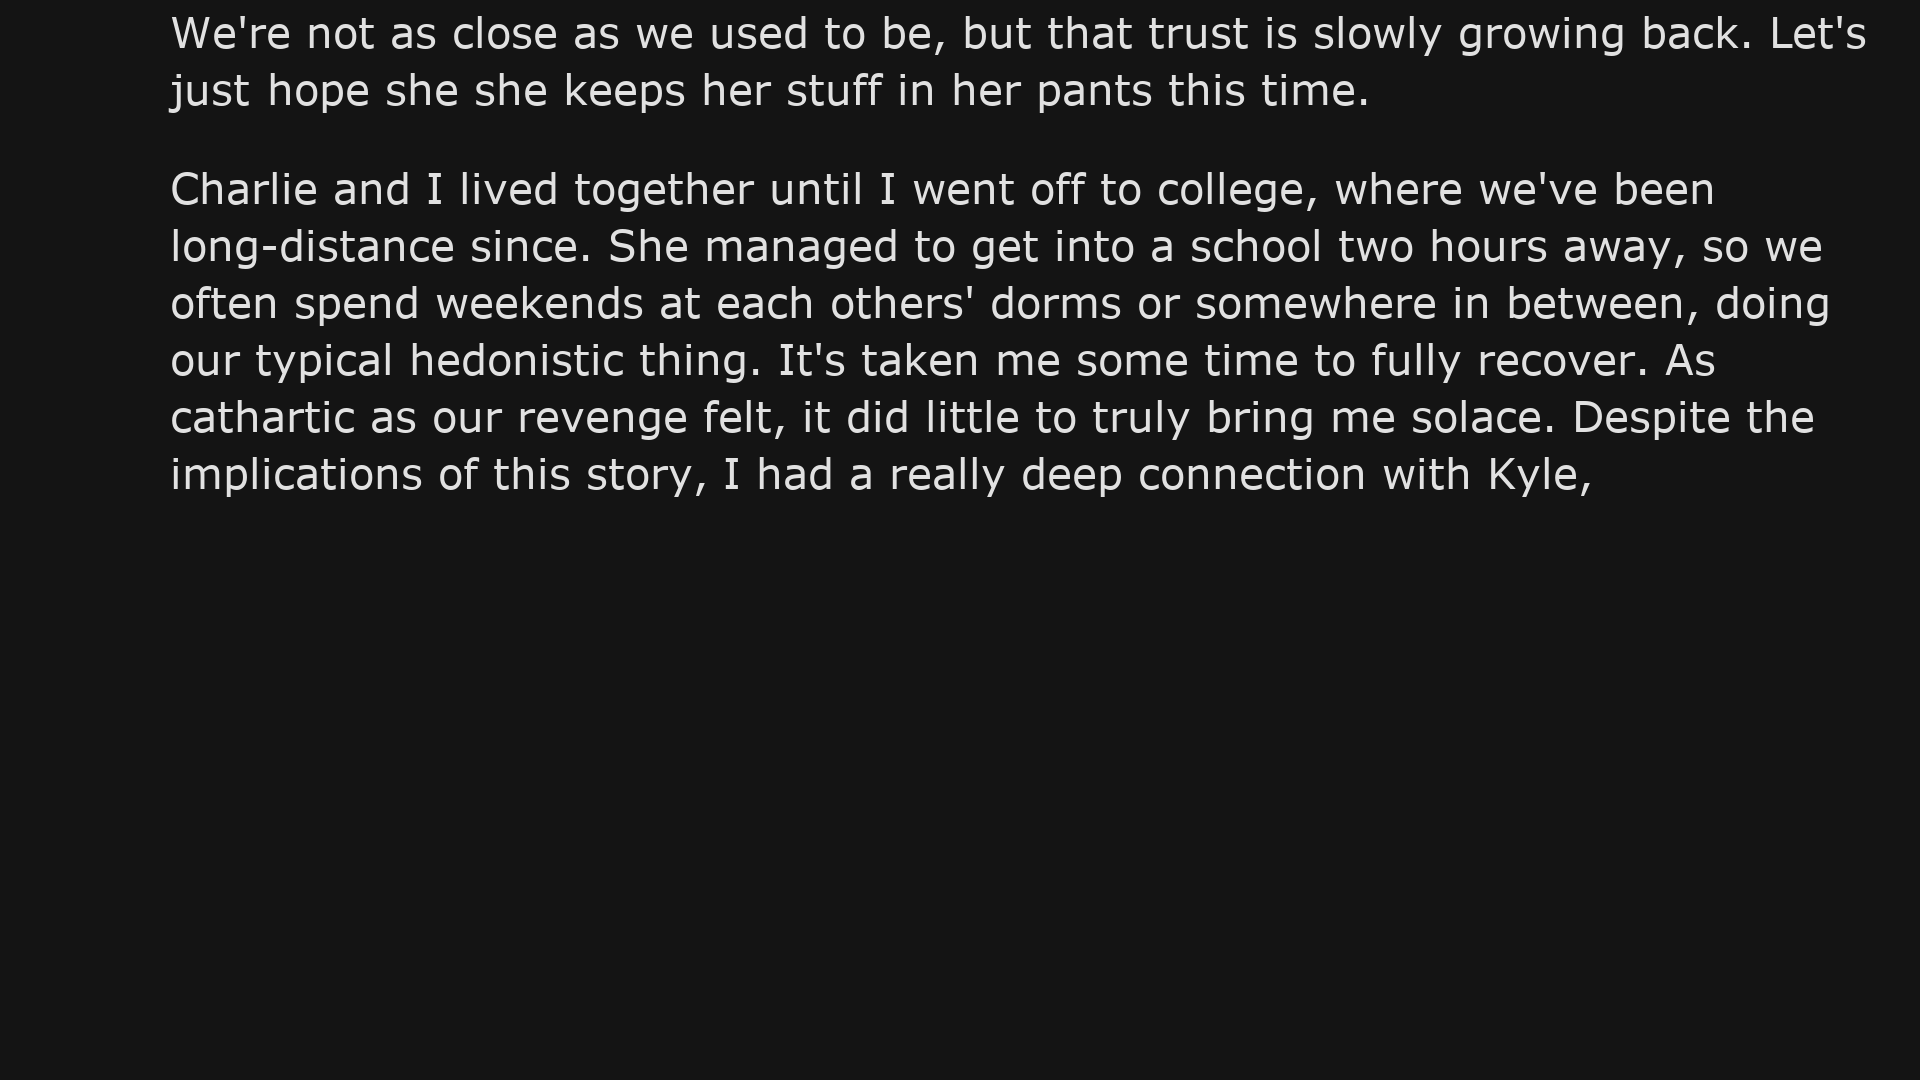 We're not as close as we used to be, but that trust is slowly growing back. Let's
just hope she she keeps her stuff in her pants this time.
Charlie and I lived together until I went off to college, where we've been
long-distance since. She managed to get into a school two hours away, so we
often spend weekends at each others' dorms or somewhere in between, doing
our typical hedonistic thing. It's taken me some time to fully recover. As
cathartic as our revenge felt, it did little to truly bring me solace. Despite the
implications of this story, I had a really deep connection with Kyle,